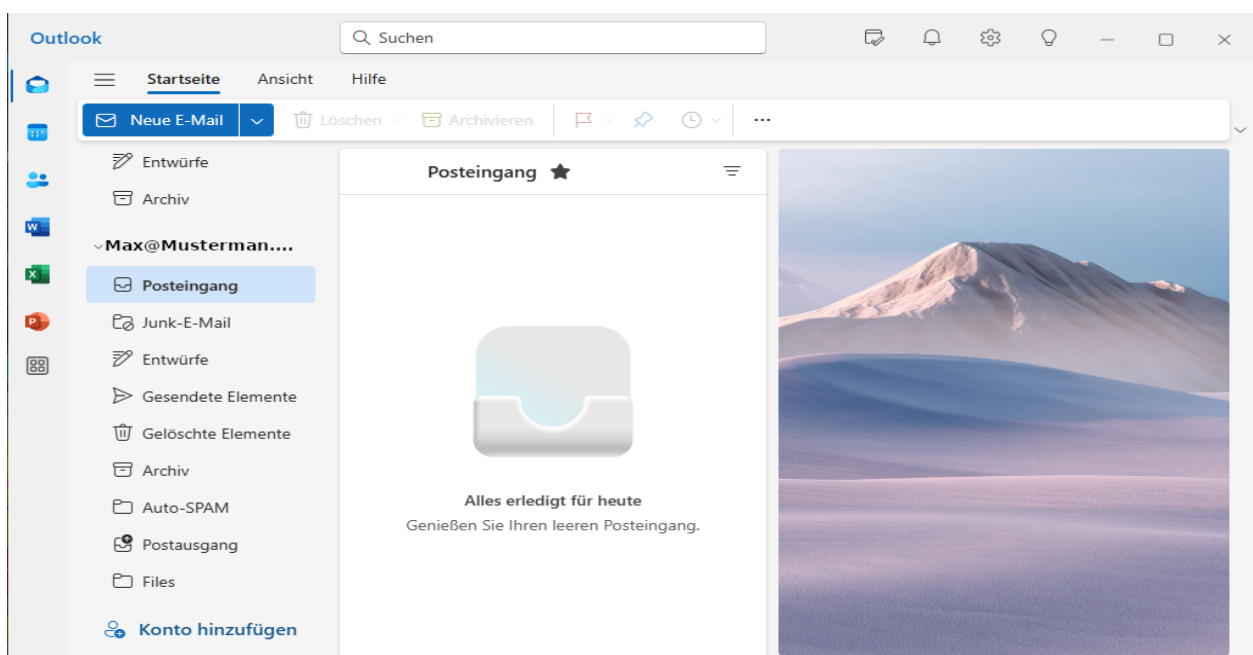 Outlook
Suchen
Startseite Ansicht Hilfe
Neue E-Mail Löschen Archivieren ...
Entwürfe
Archiv
Max@Musterman....
Posteingang
Junk-E-Mail
Entwürfe
Gesendete Elemente
Gelöschte Elemente
Archiv
Auto-SPAM
Postausgang
Files
Konto hinzufügen
Posteingang
Alles erledigt für heute
Genießen Sie Ihren leeren Posteingang.